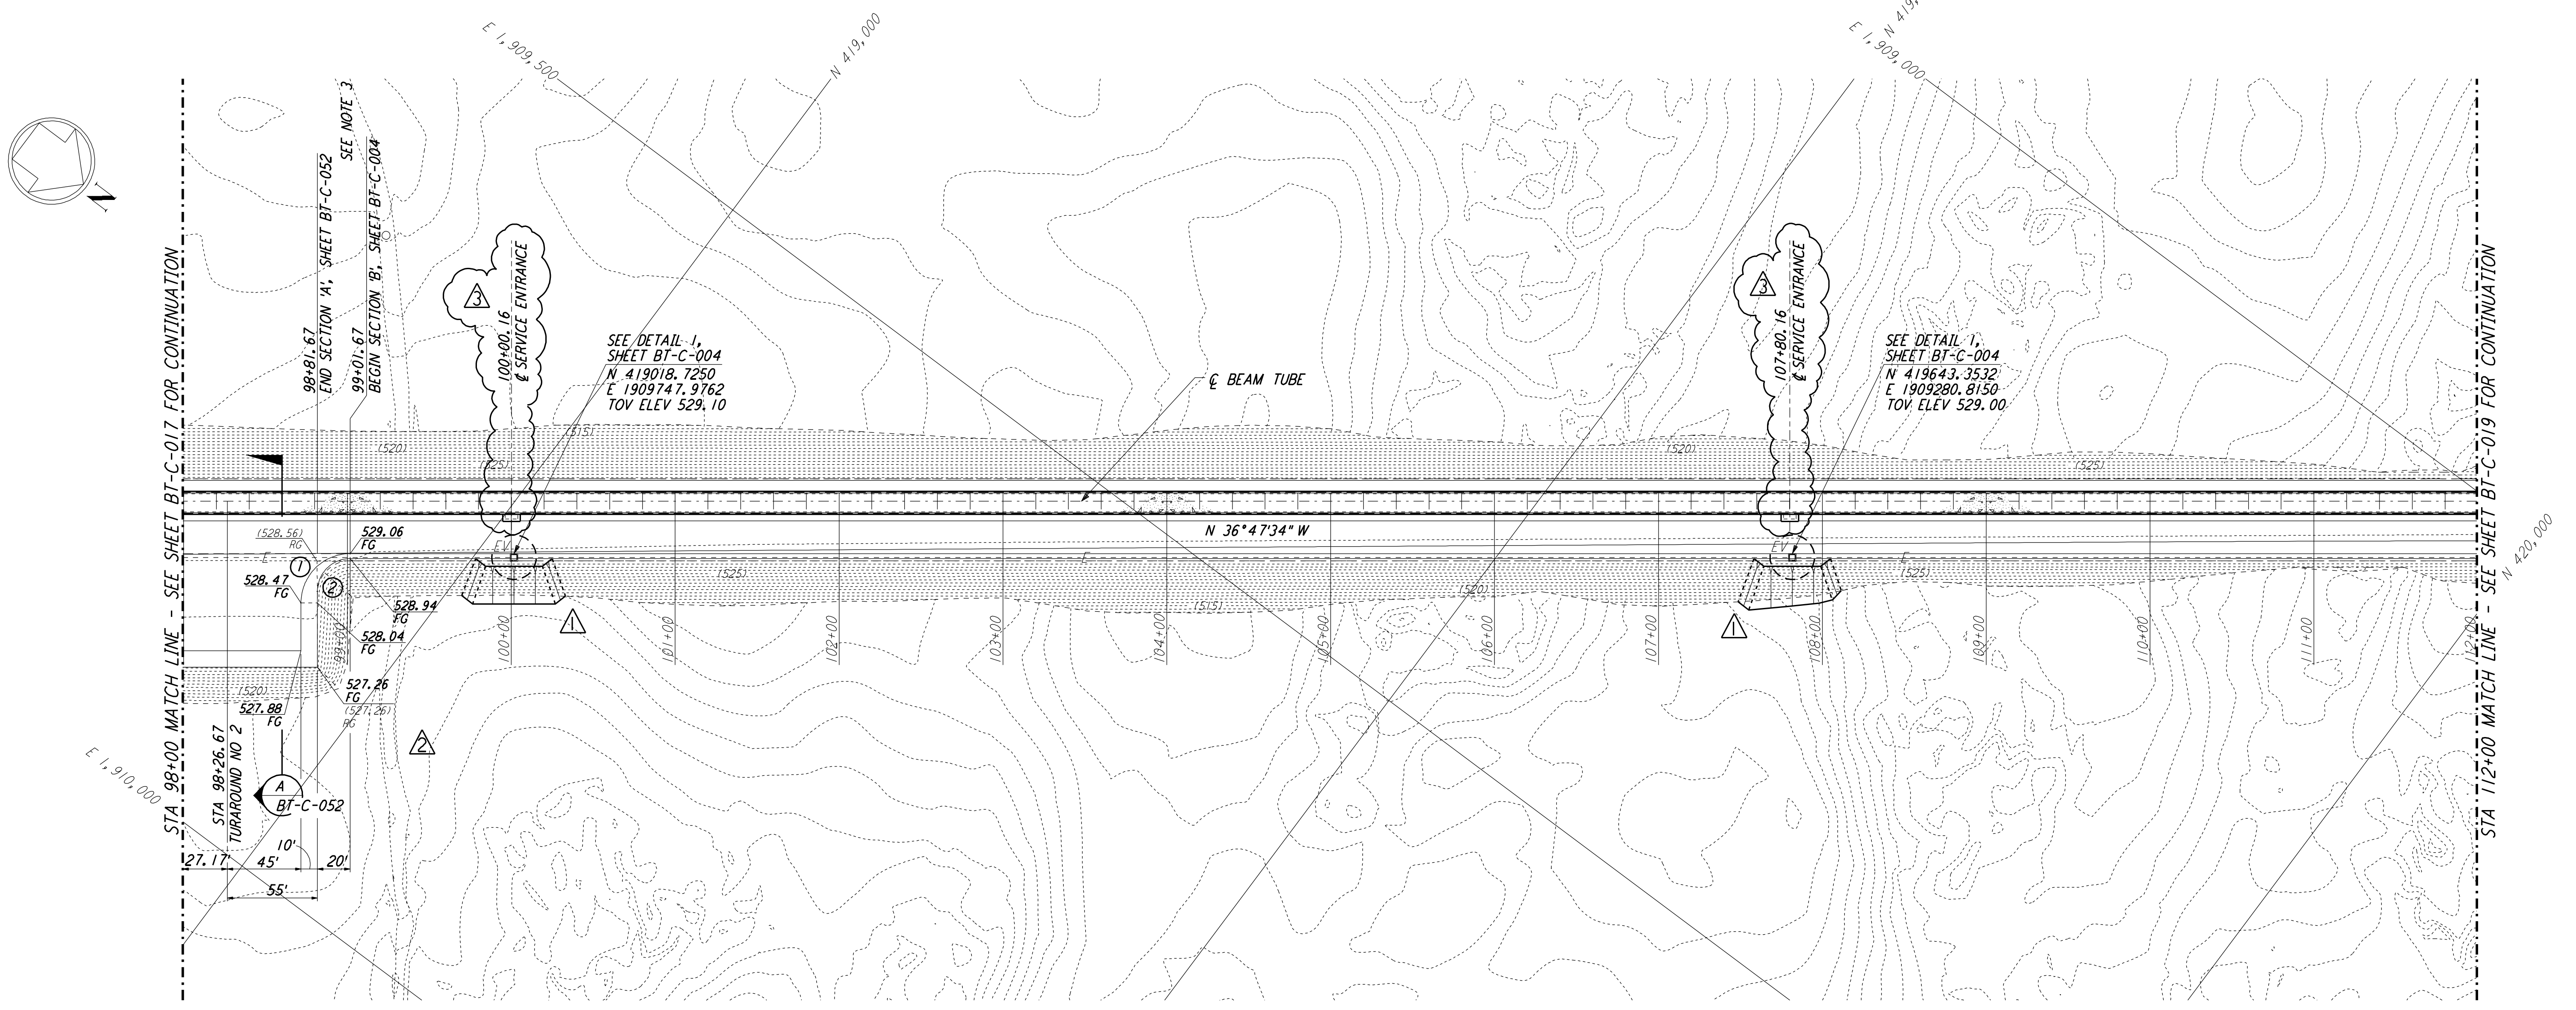 E 1,909,500
N 419,000
N 419,
E 1,909,000
N
STA 98+00 MATCH LINE - SEE SHEET BT-C-017 FOR CONTINUATION
98+81.67
END SECTION 'A', SHEET BT-C-052
SEE NOTE 3
99+01.67
BEGIN SECTION 'B', SHEET BT-C-004
3
100+00.16
℄ SERVICE ENTRANCE
SEE DETAIL 1,
SHEET BT-C-004
N 419018.7250
E 1909747.9762
TOV ELEV 529.10
℄ BEAM TUBE
3
107+80.16
℄ SERVICE ENTRANCE
SEE DETAIL 1,
SHEET BT-C-004
N 419643.3532
E 1909280.8150
TOV ELEV 529.00
STA 112+00 MATCH LINE - SEE SHEET BT-C-019 FOR CONTINUATION
(520)
(515)
(525)
(520)
(525)
N 36°47'34" W
(528.56)
RG
529.06
FG
E
1
2
528.47
FG
528.94
FG
528.04
FG
527.26
FG
(527.26)
RG
527.88
FG
(520)
EV
E
EV
E
(525)
(515)
(520)
(525)
1
1
2
99+00
100+00
101+00
102+00
103+00
104+00
105+00
106+00
107+00
108+00
109+00
110+00
111+00
112+00
N 420,000
E 1,910,000
STA 98+26.67
TURAROUND NO 2
A
BT-C-052
27.17'
45'
10'
20'
55'